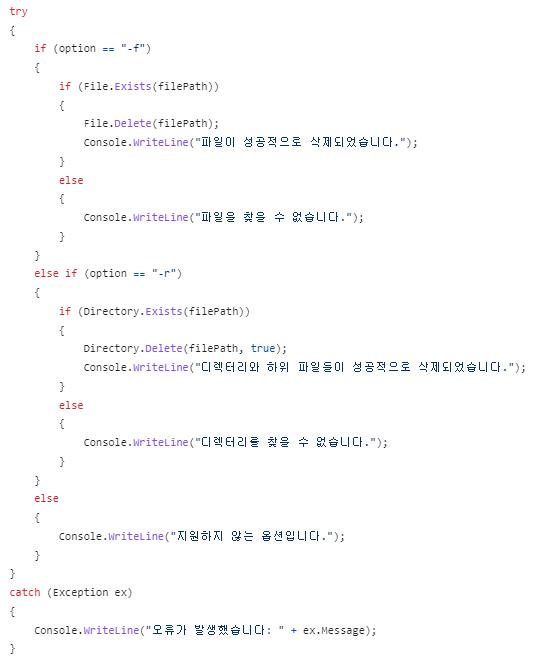 try
{
    if (option == "-f")
    {
        if (File.Exists(filePath))
        {
            File.Delete(filePath);
            Console.WriteLine("파일이 성공적으로 삭제되었습니다.");
        }
        else
        {
            Console.WriteLine("파일을 찾을 수 없습니다.");
        }
    }
    else if (option == "-r")
    {
        if (Directory.Exists(filePath))
        {
            Directory.Delete(filePath, true);
            Console.WriteLine("디렉터리와 하위 파일들이 성공적으로 삭제되었습니다.");
        }
        else
        {
            Console.WriteLine("디렉터리를 찾을 수 없습니다.");
        }
    }
    else
    {
        Console.WriteLine("지원하지 않는 옵션입니다.");
    }
}
catch (Exception ex)
{
    Console.WriteLine("오류가 발생했습니다: " + ex.Message);
}